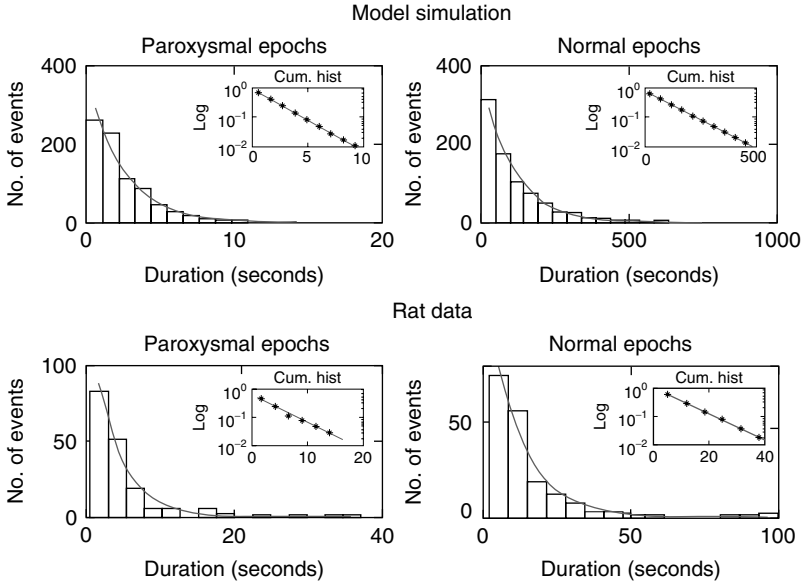 Model simulation
Paroxysmal epochs
Normal epochs
No. of events
400
200
0
0
10
20
Duration (seconds)
Cum. hist
Log
10^0
10^-1
10^-2
0
5
10
No. of events
400
200
0
0
500
1000
Duration (seconds)
Cum. hist
Log
10^0
10^-1
10^-2
0
500
Rat data
Paroxysmal epochs
Normal epochs
No. of events
100
50
0
0
20
40
Duration (seconds)
Cum. hist
Log
10^0
10^-1
10^-2
0
10
20
No. of events
50
0
0
50
100
Duration (seconds)
Cum. hist
Log
10^0
10^-1
10^-2
0
20
40